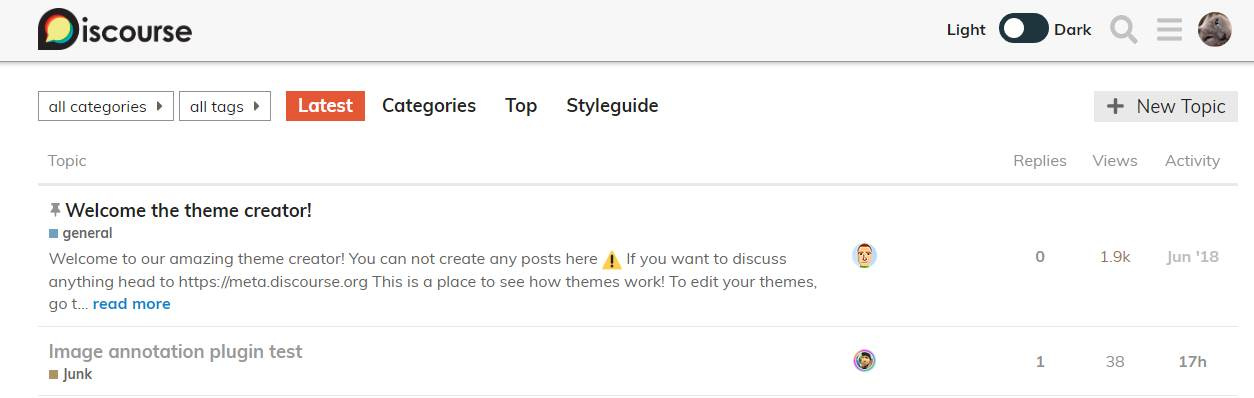 Discourse
Light Dark
all categories all tags Latest Categories Top Styleguide + New Topic
Topic Replies Views Activity
Welcome the theme creator!
general
Welcome to our amazing theme creator! You can not create any posts here ⚠️ If you want to discuss
anything head to https://meta.discourse.org This is a place to see how themes work! To edit your themes,
go t... read more
0 1.9k Jun '18
Image annotation plugin test
Junk
1 38 17h